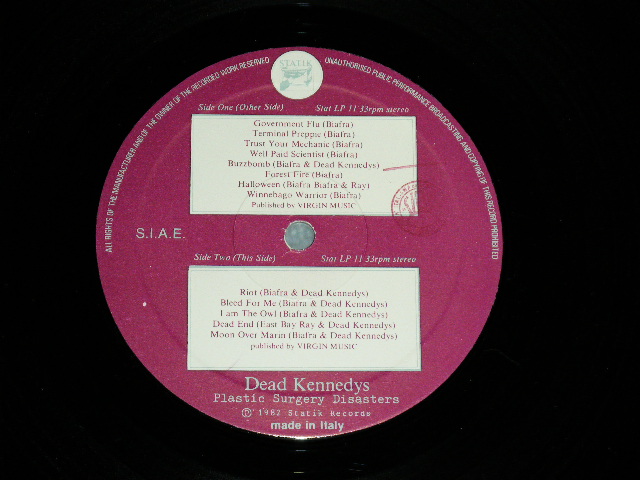 ALL RIGHTS OF THE MANUFACTURER AND OF THE OWNER OF THE RECORDED WORK RESERVED
UNAUTHORISED PUBLIC PERFORMANCE BROADCASTING AND COPYING OF THIS RECORD PROHIBITED
STATIK
Side One (Other Side) Stat LP 11 33rpm stereo
Government Flu (Biafra)
Terminal Preppie (Biafra)
Trust Your Mechanic (Biafra)
Well Paid Scientist (Biafra)
Buzzbomb (Biafra & Dead Kennedys)
Forest Fire (Biafra)
Halloween (Biafra Biafra & Ray)
Winnebago Warrior (Biafra)
Published by VIRGIN MUSIC
S.I.A.E.
Side Two (This Side) Stat LP 11 33rpm stereo
Riot (Biafra & Dead Kennedys)
Bleed For Me (Biafra & Dead Kennedys)
I am The Owl (Biafra & Dead Kennedys)
Dead End (East Bay Ray & Dead Kennedys)
Moon Over Marin (Biafra & Dead Kennedys)
published by VIRGIN MUSIC
Dead Kennedys
Plastic Surgery Disasters
℗ 1982 Statik Records
made in Italy